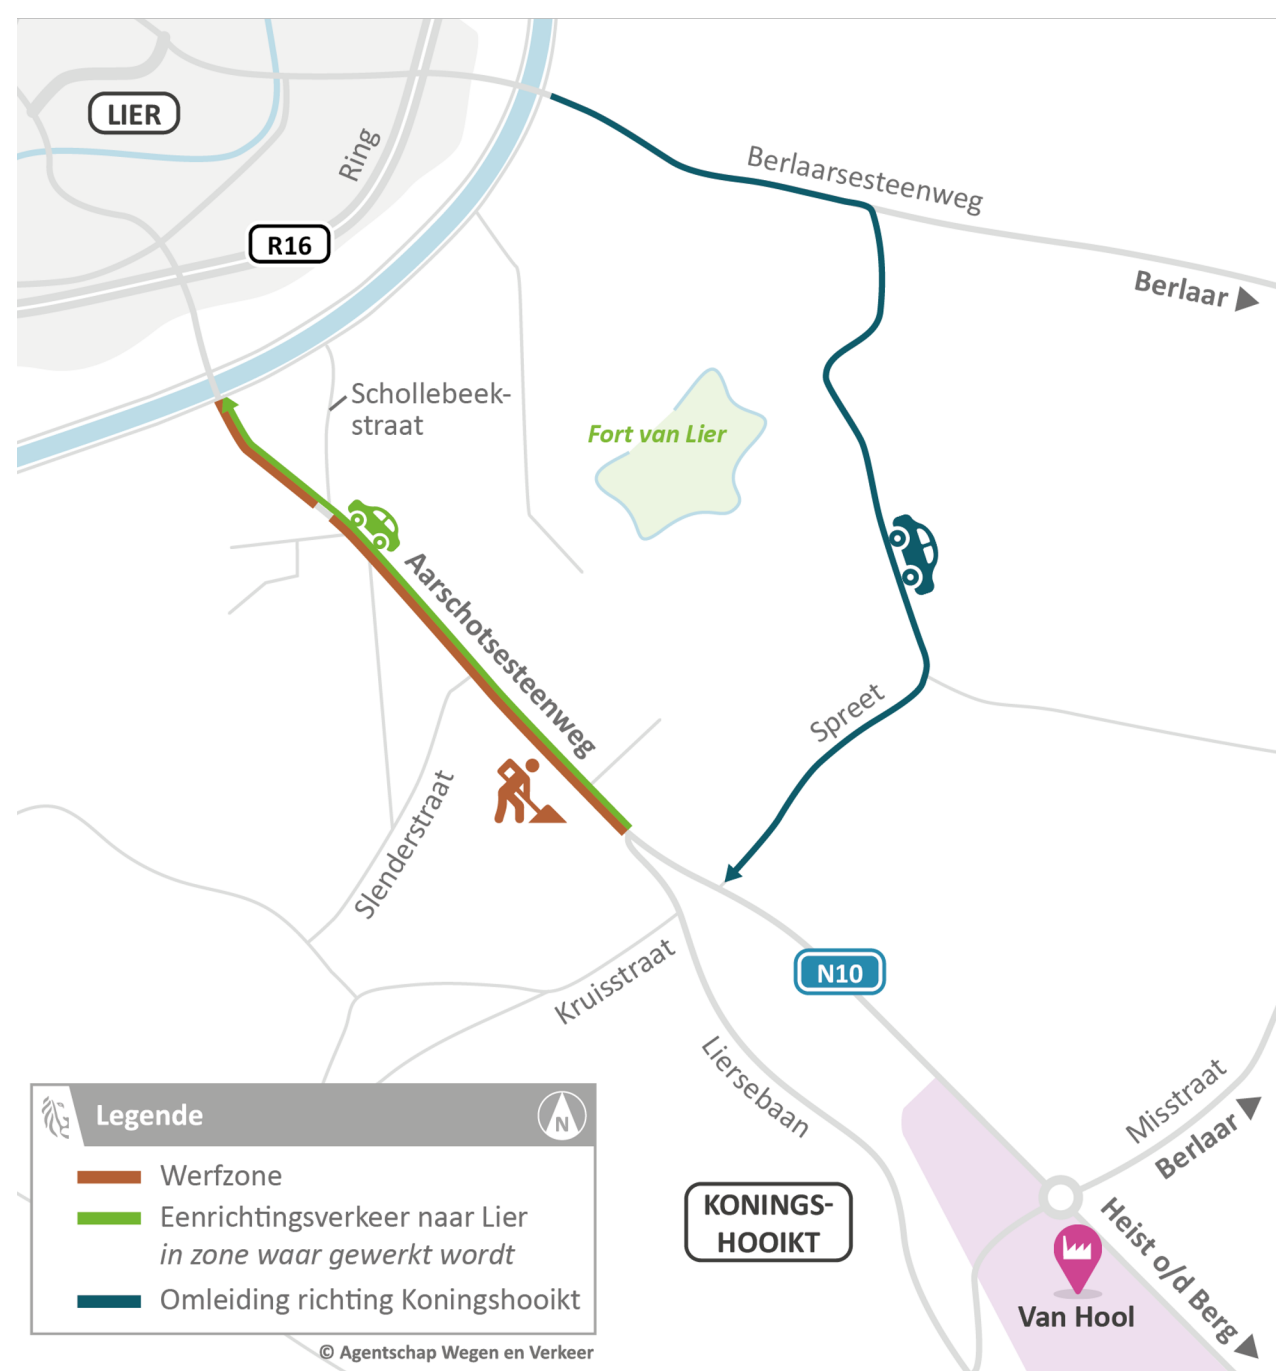 LIER
Ring
R16
Berlaarsesteenweg
Berlaar
Schollebeek-
straat
Fort van Lier
Aarschotsesteenweg
Spreet
Slenderstraat
Kruisstraat
N10
Liersebaan
Misstraat
Berlaar
KONINGS-
HOOIKT
Heist o/d Berg
Van Hool
Legende
N
Werfzone
Eenrichtingsverkeer naar Lier
in zone waar gewerkt wordt
Omleiding richting Koningshooikt
© Agentschap Wegen en Verkeer